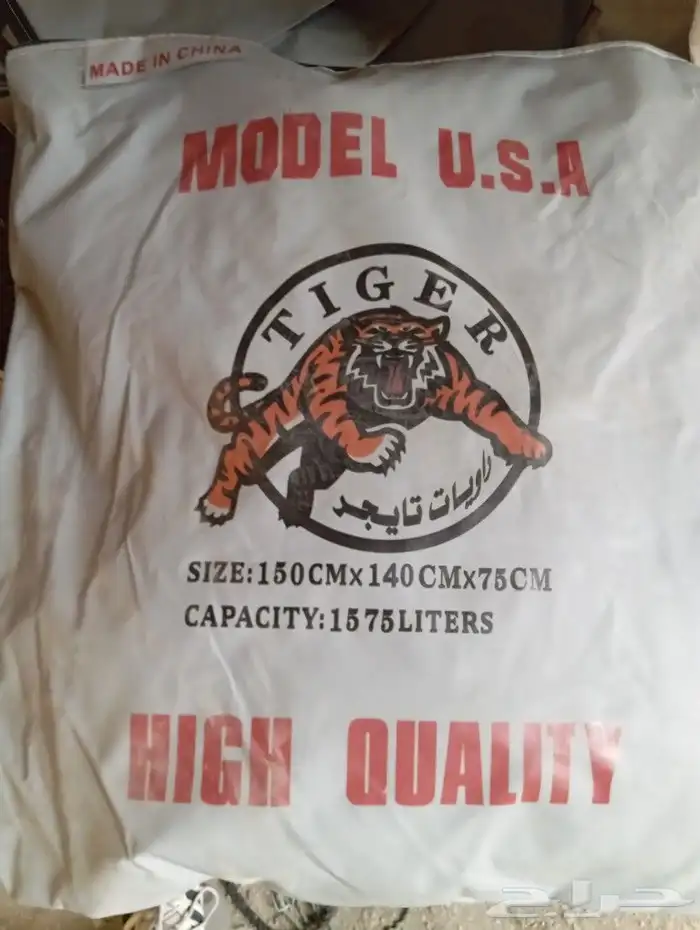 MADE IN CHINA
MODEL U.S.A
TIGER
راويات تايجر
SIZE:150CMx140CMx75CM
CAPACITY:1575LITERS
HIGH QUALITY
حراج